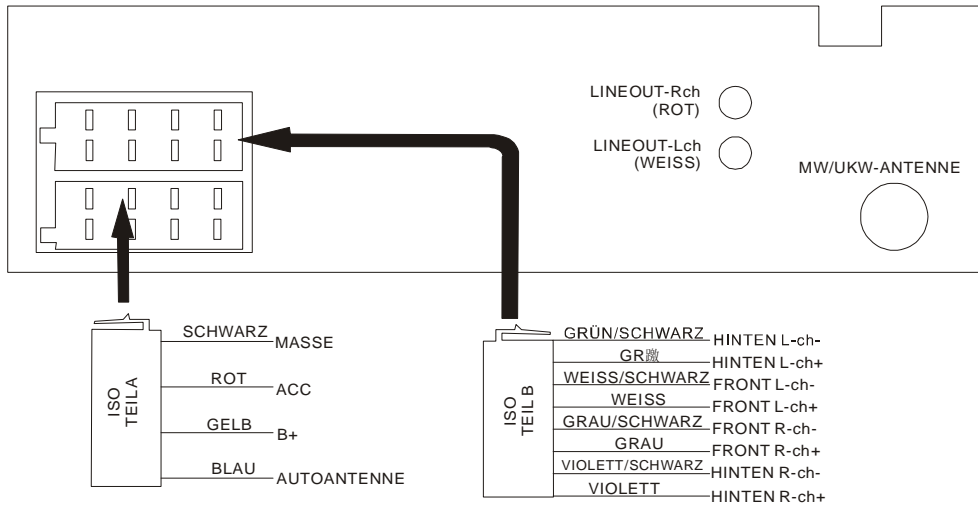 LINEOUT-Rch
(ROT)
LINEOUT-Lch
(WEISS)
MW/UKW-ANTENNE
ISO
TEIL A
SCHWARZ MASSE
ROT ACC
GELB B+
BLAU AUTOANTENNE
ISO
TEIL B
GRÜN/SCHWARZ HINTEN L-ch-
HINTEN L-ch+
WEISS/SCHWARZ FRONT L-ch-
WEISS FRONT L-ch+
GRAU/SCHWARZ FRONT R-ch-
GRAU FRONT R-ch+
VIOLETT/SCHWARZ HINTEN R-ch-
VIOLETT HINTEN R-ch+